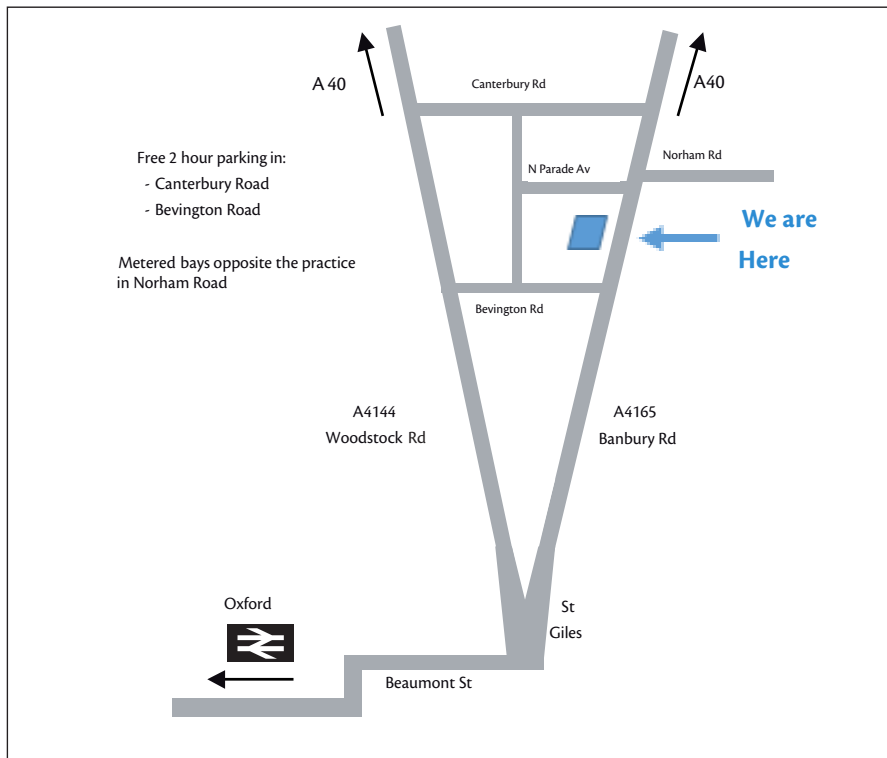 A 40
A40
Canterbury Rd
Free 2 hour parking in:
- Canterbury Road
- Bevington Road
N Parade Av
Norham Rd
We are
Here
Metered bays opposite the practice
in Norham Road
Bevington Rd
A4144
Woodstock Rd
A4165
Banbury Rd
Oxford
St
Giles
Beaumont St